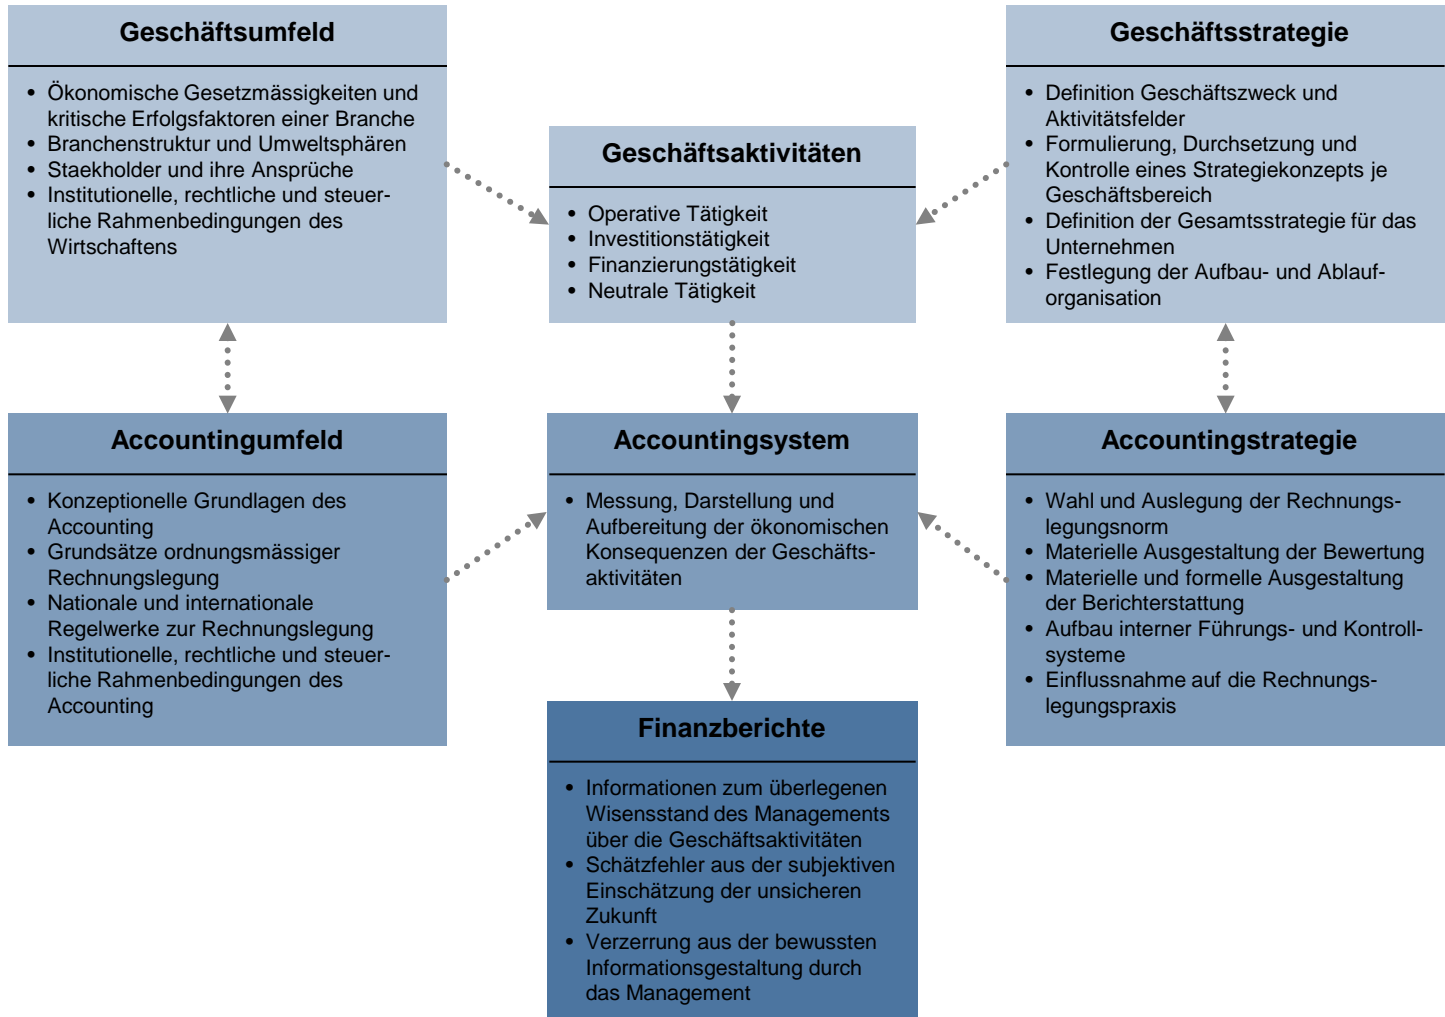 Geschäftsumfeld
• Ökonomische Gesetzmässigkeiten und
kritische Erfolgsfaktoren einer Branche
• Branchenstruktur und Umweltsphären
• Staekholder und ihre Ansprüche
• Institutionelle, rechtliche und steuer-
liche Rahmenbedingungen des
Wirtschaftens
Geschäftsaktivitäten
• Operative Tätigkeit
• Investitionstätigkeit
• Finanzierungstätigkeit
• Neutrale Tätigkeit
Geschäftsstrategie
• Definition Geschäftszweck und
Aktivitätsfelder
• Formulierung, Durchsetzung und
Kontrolle eines Strategiekonzepts je
Geschäftsbereich
• Definition der Gesamtsstrategie für das
Unternehmen
• Festlegung der Aufbau- und Ablauf-
organisation
Accountingumfeld
• Konzeptionelle Grundlagen des
Accounting
• Grundsätze ordnungsmässiger
Rechnungslegung
• Nationale und internationale
Regelwerke zur Rechnungslegung
• Institutionelle, rechtliche und steuer-
liche Rahmenbedingungen des
Accounting
Accountingsystem
• Messung, Darstellung und
Aufbereitung der ökonomischen
Konsequenzen der Geschäfts-
aktivitäten
Accountingstrategie
• Wahl und Auslegung der Rechnungs-
legungsnorm
• Materielle Ausgestaltung der Bewertung
• Materielle und formelle Ausgestaltung
der Berichterstattung
• Aufbau interner Führungs- und Kontroll-
systeme
• Einflussnahme auf die Rechnungs-
legungspraxis
Finanzberichte
• Informationen zum überlegenen
Wisensstand des Managements
über die Geschäftsaktivitäten
• Schätzfehler aus der subjektiven
Einschätzung der unsicheren
Zukunft
• Verzerrung aus der bewussten
Informationsgestaltung durch
das Management